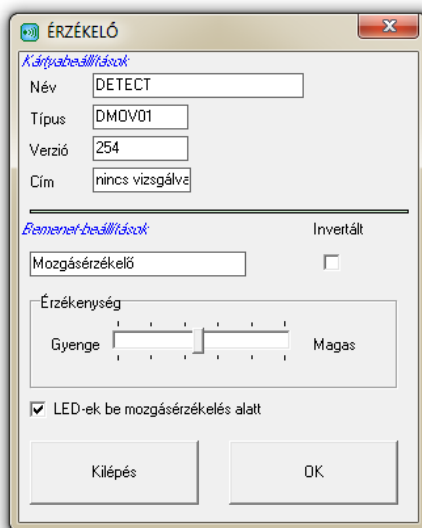 ÉRZÉKELŐ
Kártyabeállítások
Név DETECT
Típus DMOV01
Verzió 254
Cím nincs vizsgálva
Bemenet-beállítások Invertált
Mozgásérzékelő
Érzékenység
Gyenge Magas
LED-ek be mozgásérzékelés alatt
Kilépés OK